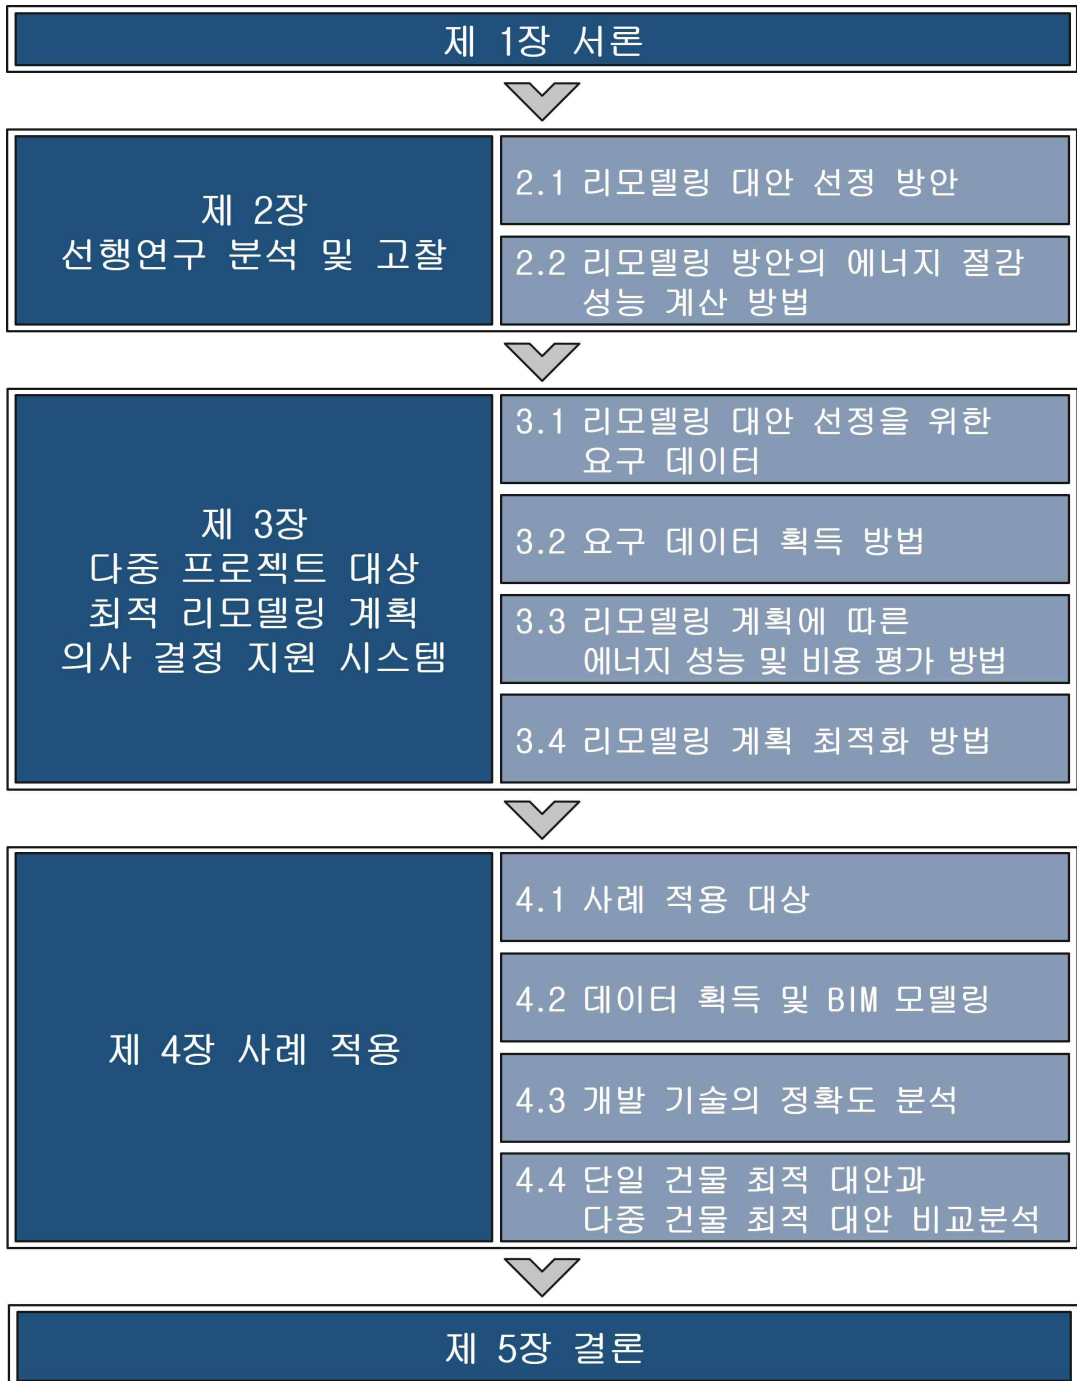 제 1장 서론
제 2장
선행연구 분석 및 고찰
2.1 리모델링 대안 선정 방안
2.2 리모델링 방안의 에너지 절감
성능 계산 방법
제 3장
다중 프로젝트 대상
최적 리모델링 계획
의사 결정 지원 시스템
3.1 리모델링 대안 선정을 위한
요구 데이터
3.2 요구 데이터 획득 방법
3.3 리모델링 계획에 따른
에너지 성능 및 비용 평가 방법
3.4 리모델링 계획 최적화 방법
제 4장 사례 적용
4.1 사례 적용 대상
4.2 데이터 획득 및 BIM 모델링
4.3 개발 기술의 정확도 분석
4.4 단일 건물 최적 대안과
다중 건물 최적 대안 비교분석
제 5장 결론